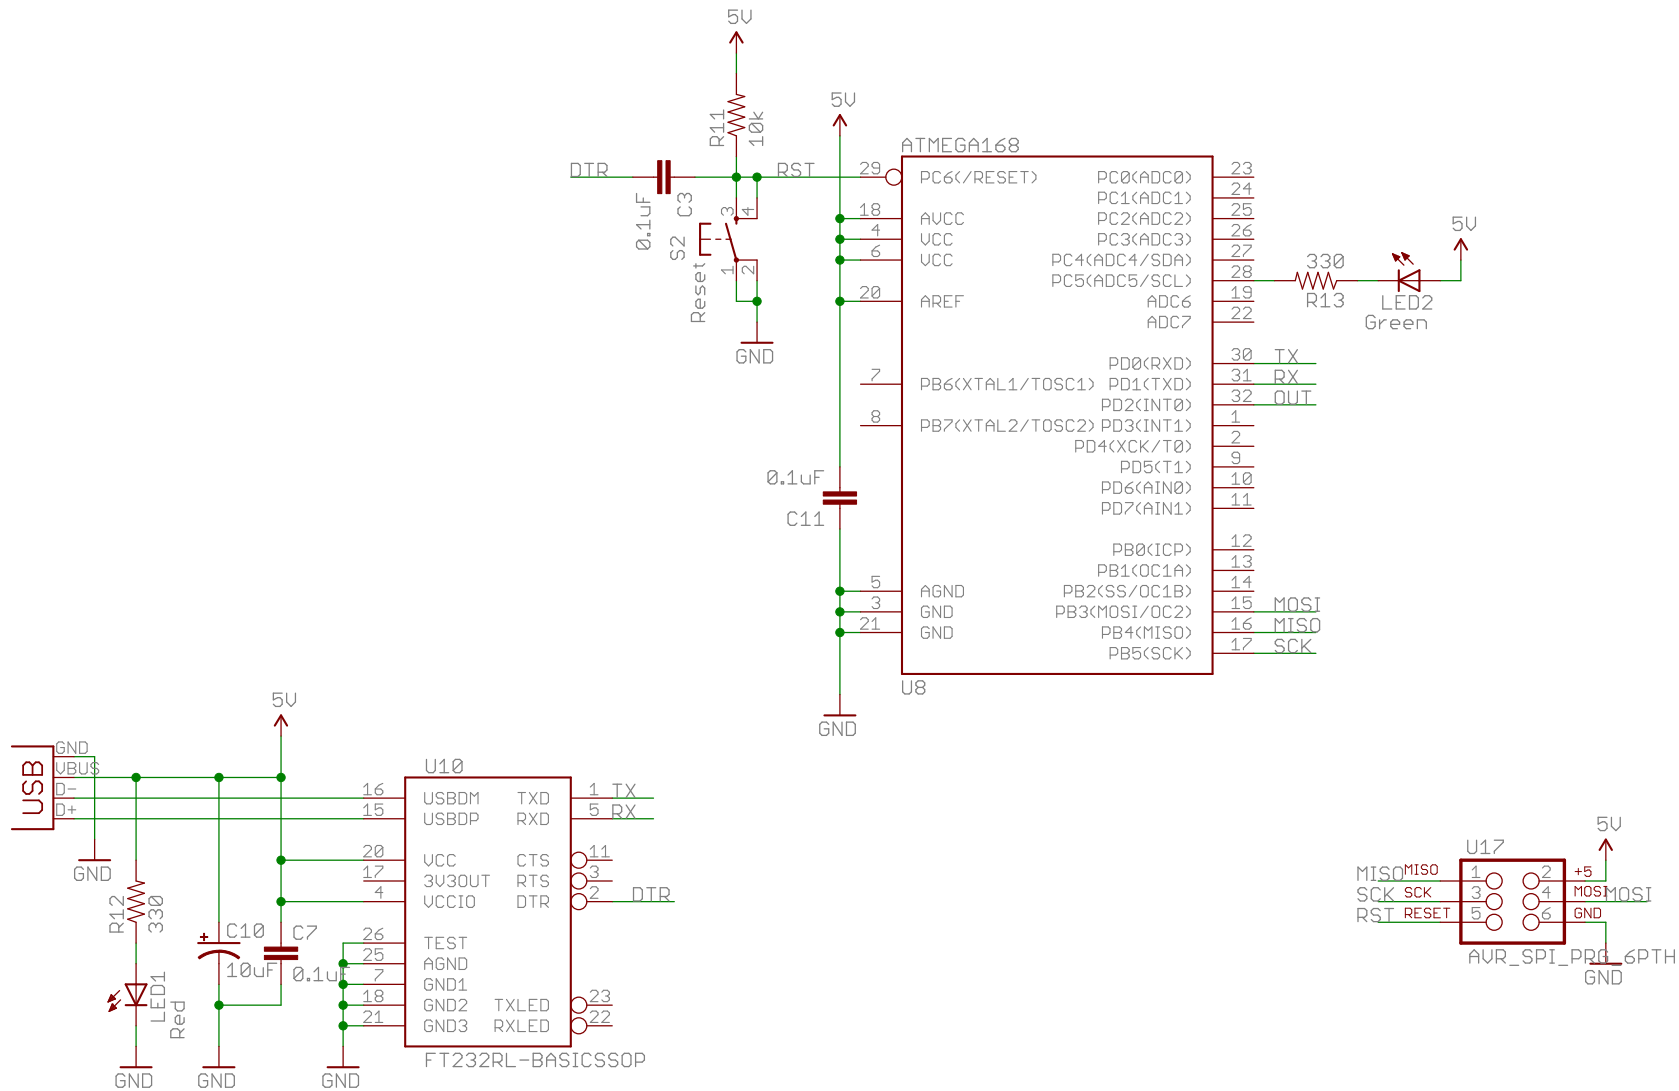 5V
R11
10k
DTR
0.1uF
C3
RST
S2
Reset
3
4
1
2
GND
5V
ATMEGA168
29 PC6(/RESET)
18 AVCC
4 VCC
6 VCC
20 AREF
7 PB6(XTAL1/TOSC1)
8 PB7(XTAL2/TOSC2)
5 AGND
3 GND
21 GND
PC0(ADC0) 23
PC1(ADC1) 24
PC2(ADC2) 25
PC3(ADC3) 26
PC4(ADC4/SDA) 27
PC5(ADC5/SCL) 28
ADC6 19
ADC7 22
PD0(RXD) 30 TX
PD1(TXD) 31 RX
PD2(INT0) 32 OUT
PD3(INT1) 1
PD4(XCK/T0) 2
PD5(T1) 9
PD6(AIN0) 10
PD7(AIN1) 11
PB0(ICP) 12
PB1(OC1A) 13
PB2(SS/OC1B) 14
PB3(MOSI/OC2) 15 MOSI
PB4(MISO) 16 MISO
PB5(SCK) 17 SCK
U8
0.1uF
C11
GND
330
R13
LED2
Green
5V
USB
GND
VBUS
D-
D+
GND
5V
R12
330
LED1
Red
GND
C10
10uF
GND
C7
0.1uF
U10
16 USBDM
15 USBDP
20 VCC
17 3V3OUT
4 VCCIO
26 TEST
25 AGND
7 GND1
18 GND2
21 GND3
TXD 1 TX
RXD 5 RX
CTS 11
RTS 3
DTR 2 DTR
TXLED 23
RXLED 22
FT232RL-BASICSSOP
GND
U17
5V
MISO MISO 1 2 +5
SCK SCK 3 4 MOSI MOSI
RST RESET 5 6 GND
AVR_SPI_PRG_6PTH
GND